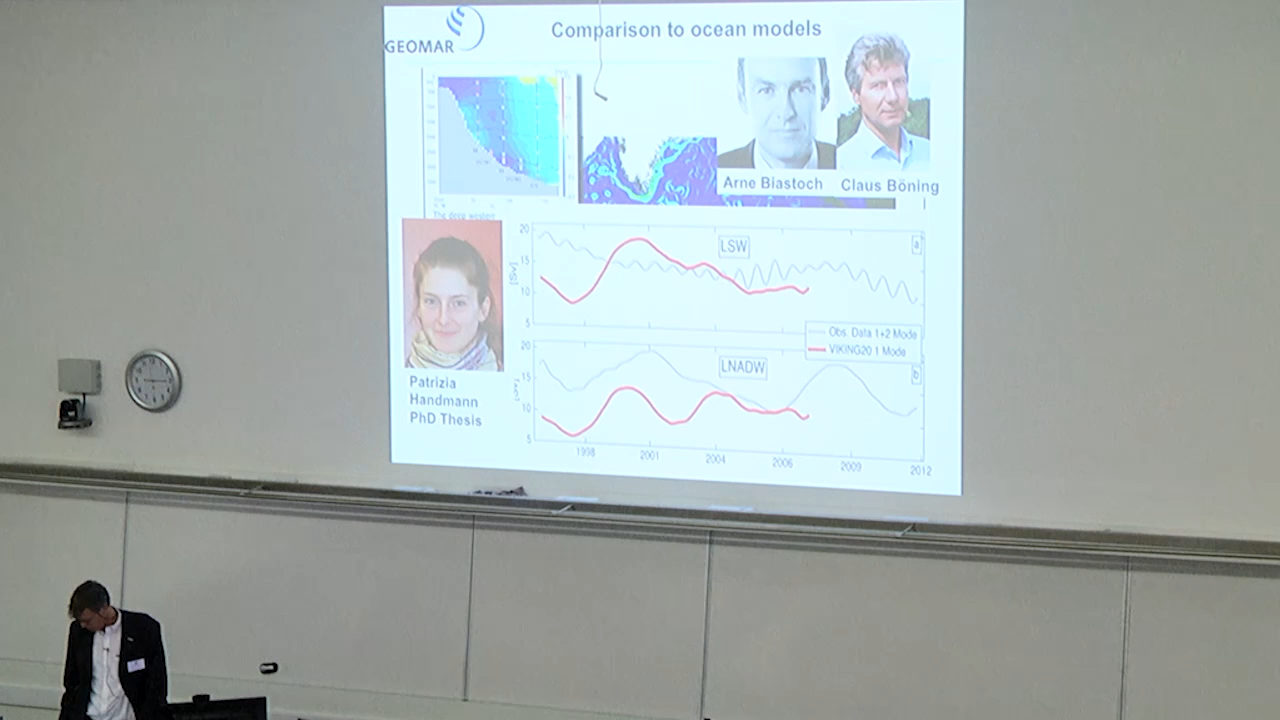 GEOMAR
Comparison to ocean models
Arne Biastoch
Claus Böning
The deep western
Patrizia
Handmann
PhD Thesis
20
15
10
5
[Sv]
LSW
a
Obs. Data 1+2 Mode
VIKING20 1 Mode
20
15
10
5
LNADW
b
1998
2001
2004
2006
2009
2012